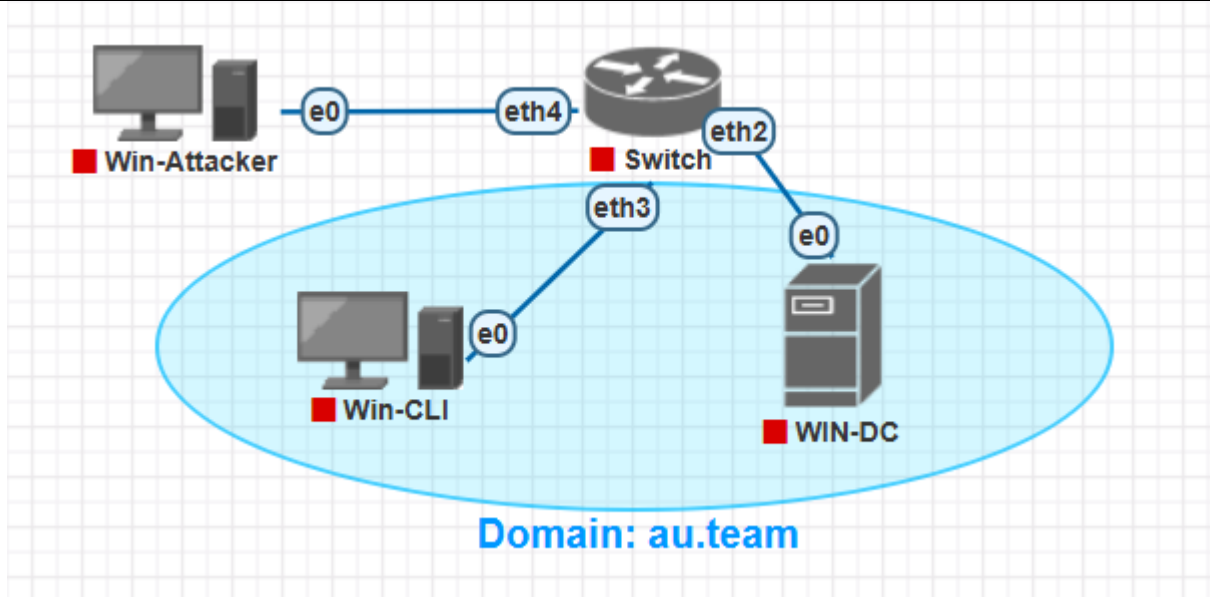 e0
eth4
Win-Attacker
Switch
eth2
eth3
e0
e0
Win-CLI
WIN-DC
Domain: au.team